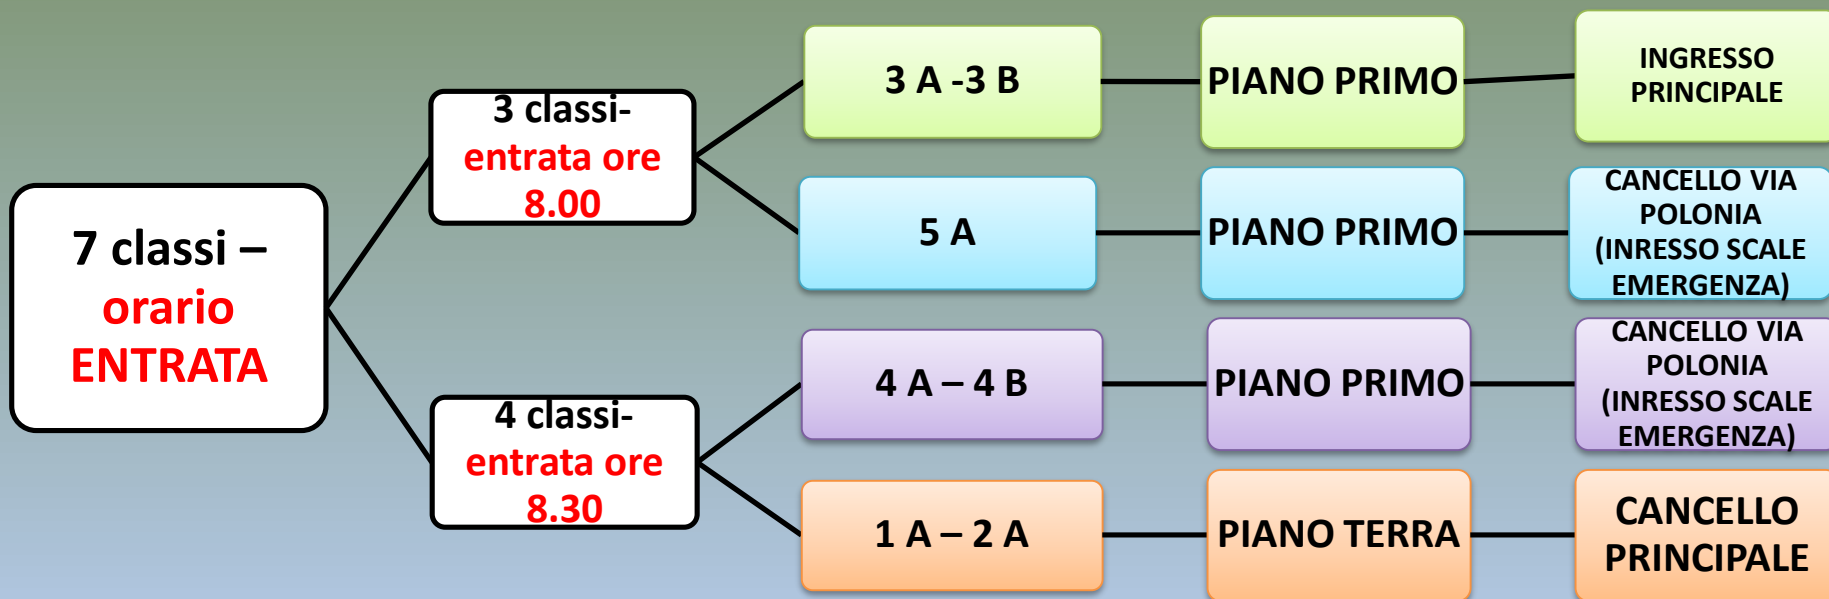 7 classi –
orario
ENTRATA
3 classi-
entrata ore
8.00
3 A -3 B
PIANO PRIMO
INGRESSO
PRINCIPALE
5 A
PIANO PRIMO
CANCELLO VIA
POLONIA
(INRESSO SCALE
EMERGENZA)
4 classi-
entrata ore
8.30
4 A – 4 B
PIANO PRIMO
CANCELLO VIA
POLONIA
(INRESSO SCALE
EMERGENZA)
1 A – 2 A
PIANO TERRA
CANCELLO
PRINCIPALE